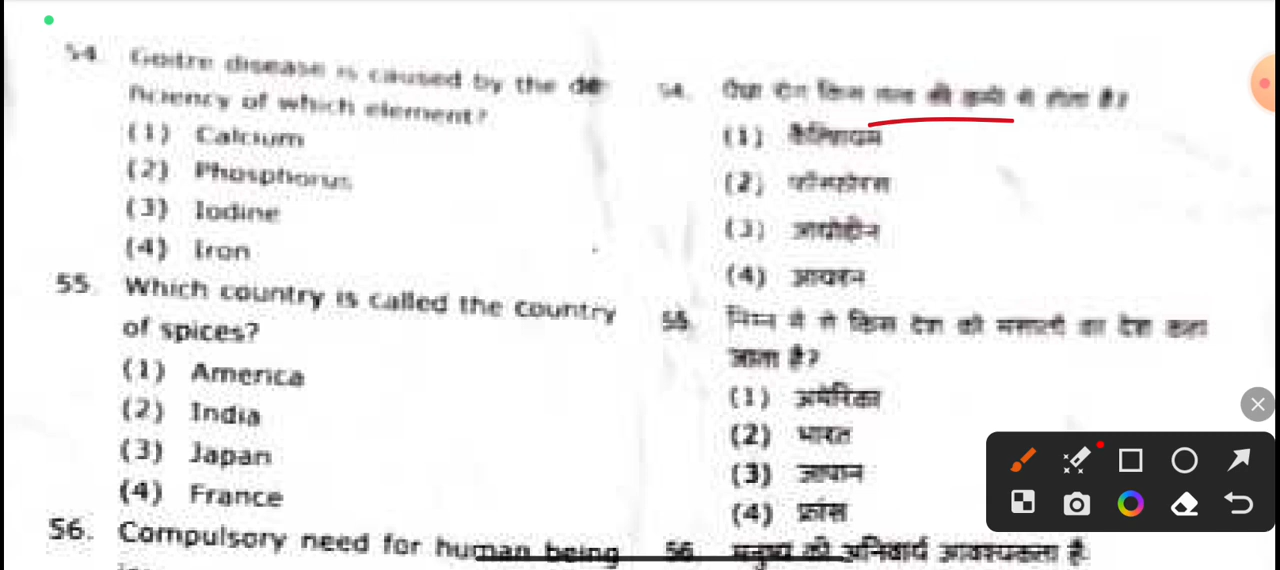 54. Goitre disease is caused by the de-
ficiency of which element?
(1) Calcium
(2) Phosphorus
(3) Iodine
(4) Iron
55. Which country is called the country
of spices?
(1) America
(2) India
(3) Japan
(4) France
56. Compulsory need for human being
54. रोग किस तत्व की कमी से होता है?
(1) कैल्शियम
(2) फॉस्फोरस
(3) आयोडीन
(4) आयरन
55. निम्न में से किस देश को मसालों का देश कहा
जाता है?
(1) अमेरिका
(2) भारत
(3) जापान
(4) फ्रांस
56. मनुष्य की अनिवार्य आवश्यकता है